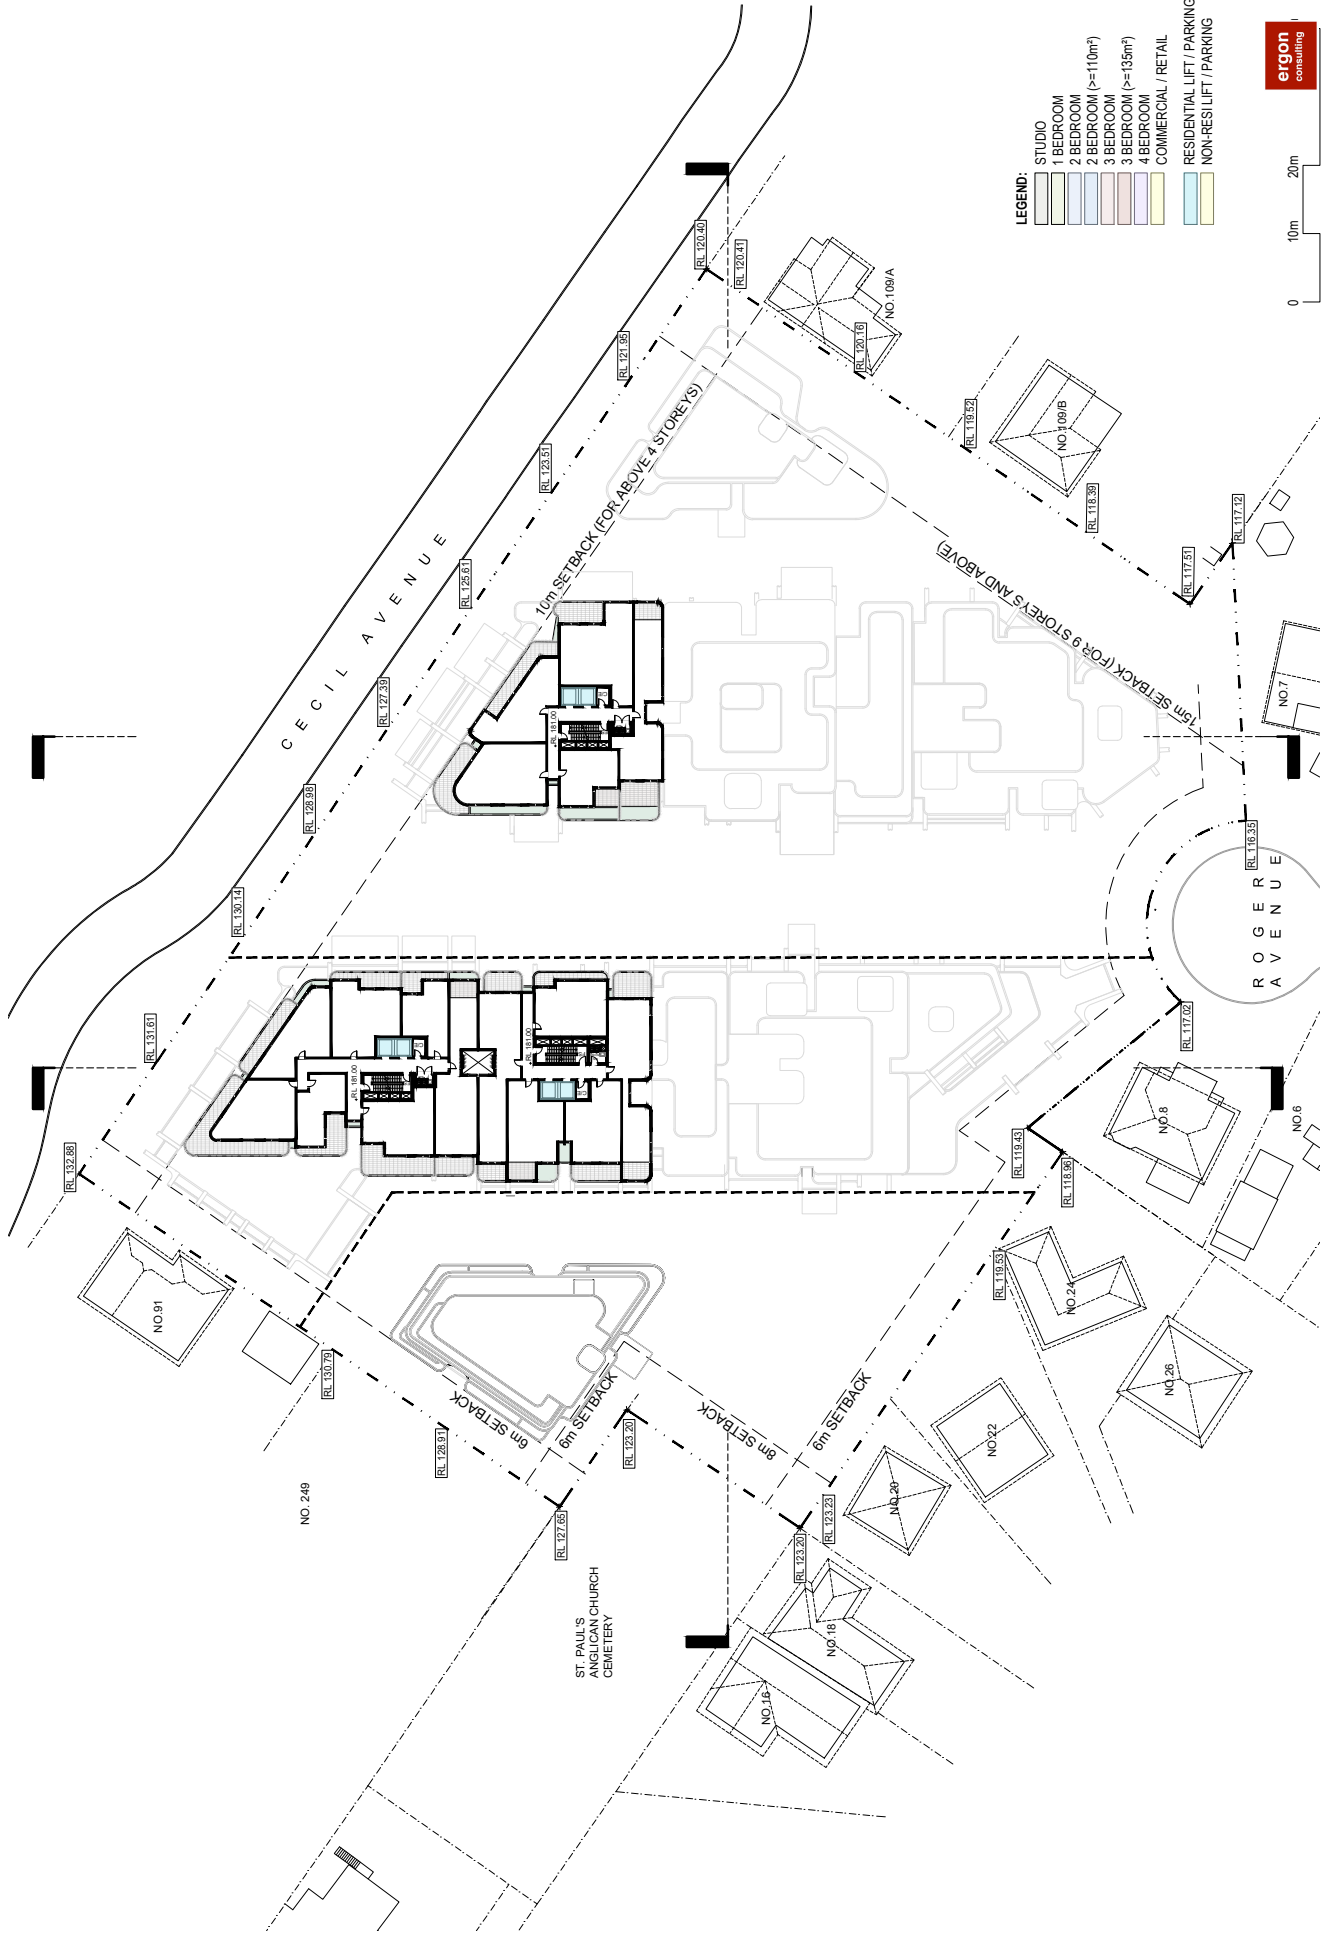 CECIL AVENUE
ROGER
AVENUE
LEGEND:
STUDIO
1 BEDROOM
2 BEDROOM
2 BEDROOM (>=110m²)
3 BEDROOM
3 BEDROOM (>=135m²)
4 BEDROOM
COMMERCIAL / RETAIL
RESIDENTIAL LIFT / PARKING
NON-RESI LIFT / PARKING
ergon
consulting
0
10m
20m
RL 132.88
RL 131.61
RL 130.14
RL 128.98
RL 127.39
RL 125.61
RL 123.51
RL 121.95
RL 120.40
RL 120.41
RL 120.16
RL 119.52
RL 118.39
RL 117.51
RL 117.12
RL 116.35
RL 117.02
RL 119.43
RL 118.96
RL 119.53
RL 123.23
RL 123.20
RL 123.20
RL 127.65
RL 128.91
RL 130.79
RL 181.00
RL 181.00
RL 181.00
10m SETBACK (FOR ABOVE 4 STOREYS)
15m SETBACK (FOR 9 STOREYS AND ABOVE)
6m SETBACK
6m SETBACK
8m SETBACK
6m SETBACK
NO.109/A
NO.109/B
NO.7
NO.8
NO.6
NO.24
NO.26
NO.22
NO.20
NO.18
NO.16
NO.91
NO. 249
ST. PAUL'S
ANGLICAN CHURCH
CEMETERY